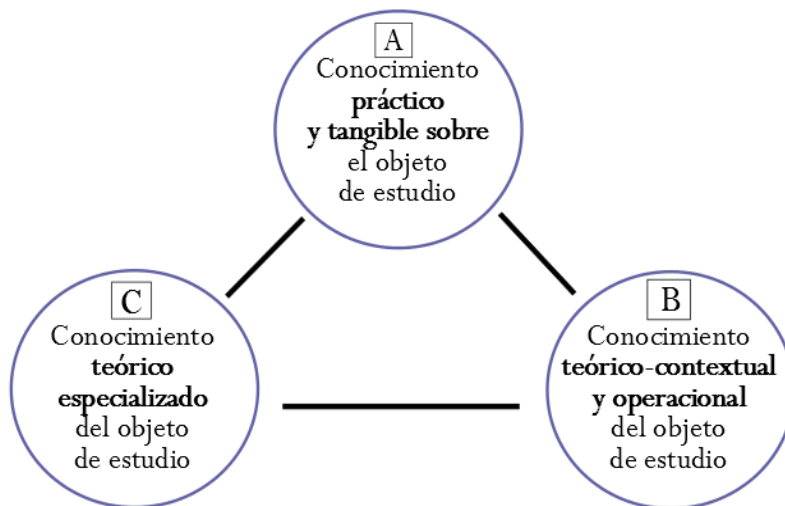 A
Conocimiento
práctico
y tangible sobre
el objeto
de estudio
C
Conocimiento
teórico
especializado
del objeto
de estudio
B
Conocimiento
teórico-contextual
y operacional
del objeto
de estudio